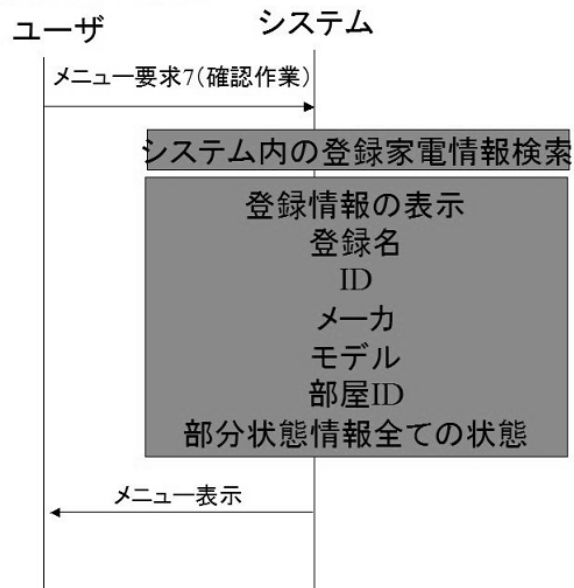 ユーザ
システム
メニュー要求7(確認作業)
システム内の登録家電情報検索
登録情報の表示
登録名
ID
メーカ
モデル
部屋ID
部分状態情報全ての状態
メニュー表示